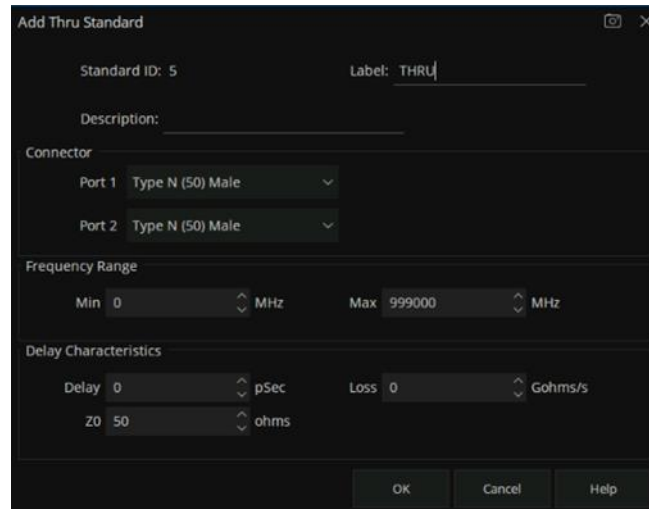 Add Thru Standard
Standard ID: 5 Label: THRU
Description:
Connector
Port 1 Type N (50) Male
Port 2 Type N (50) Male
Frequency Range
Min 0 MHz Max 999000 MHz
Delay Characteristics
Delay 0 pSec Loss 0 Gohms/s
Z0 50 ohms
OK Cancel Help